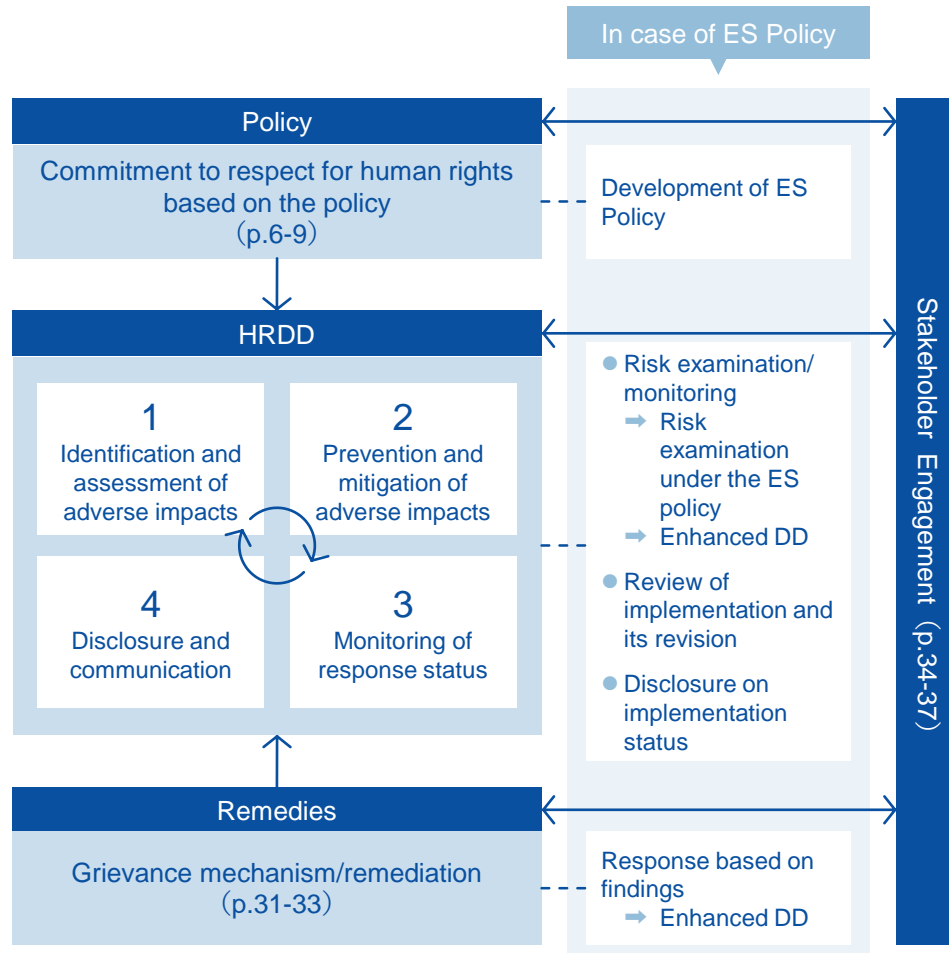 In case of ES Policy
Policy
Commitment to respect for human rights
based on the policy
（p.6-9）
Development of ES
Policy
HRDD
1
Identification and
assessment of
adverse impacts
2
Prevention and
mitigation of
adverse impacts
4
Disclosure and
communication
3
Monitoring of
response status
● Risk examination/
monitoring
➡ Risk
examination
under the ES
policy
➡ Enhanced DD
● Review of
implementation and
its revision
● Disclosure on
implementation
status
Remedies
Grievance mechanism/remediation
（p.31-33）
Response based on
findings
➡ Enhanced DD
Stakeholder Engagement（p.34-37）